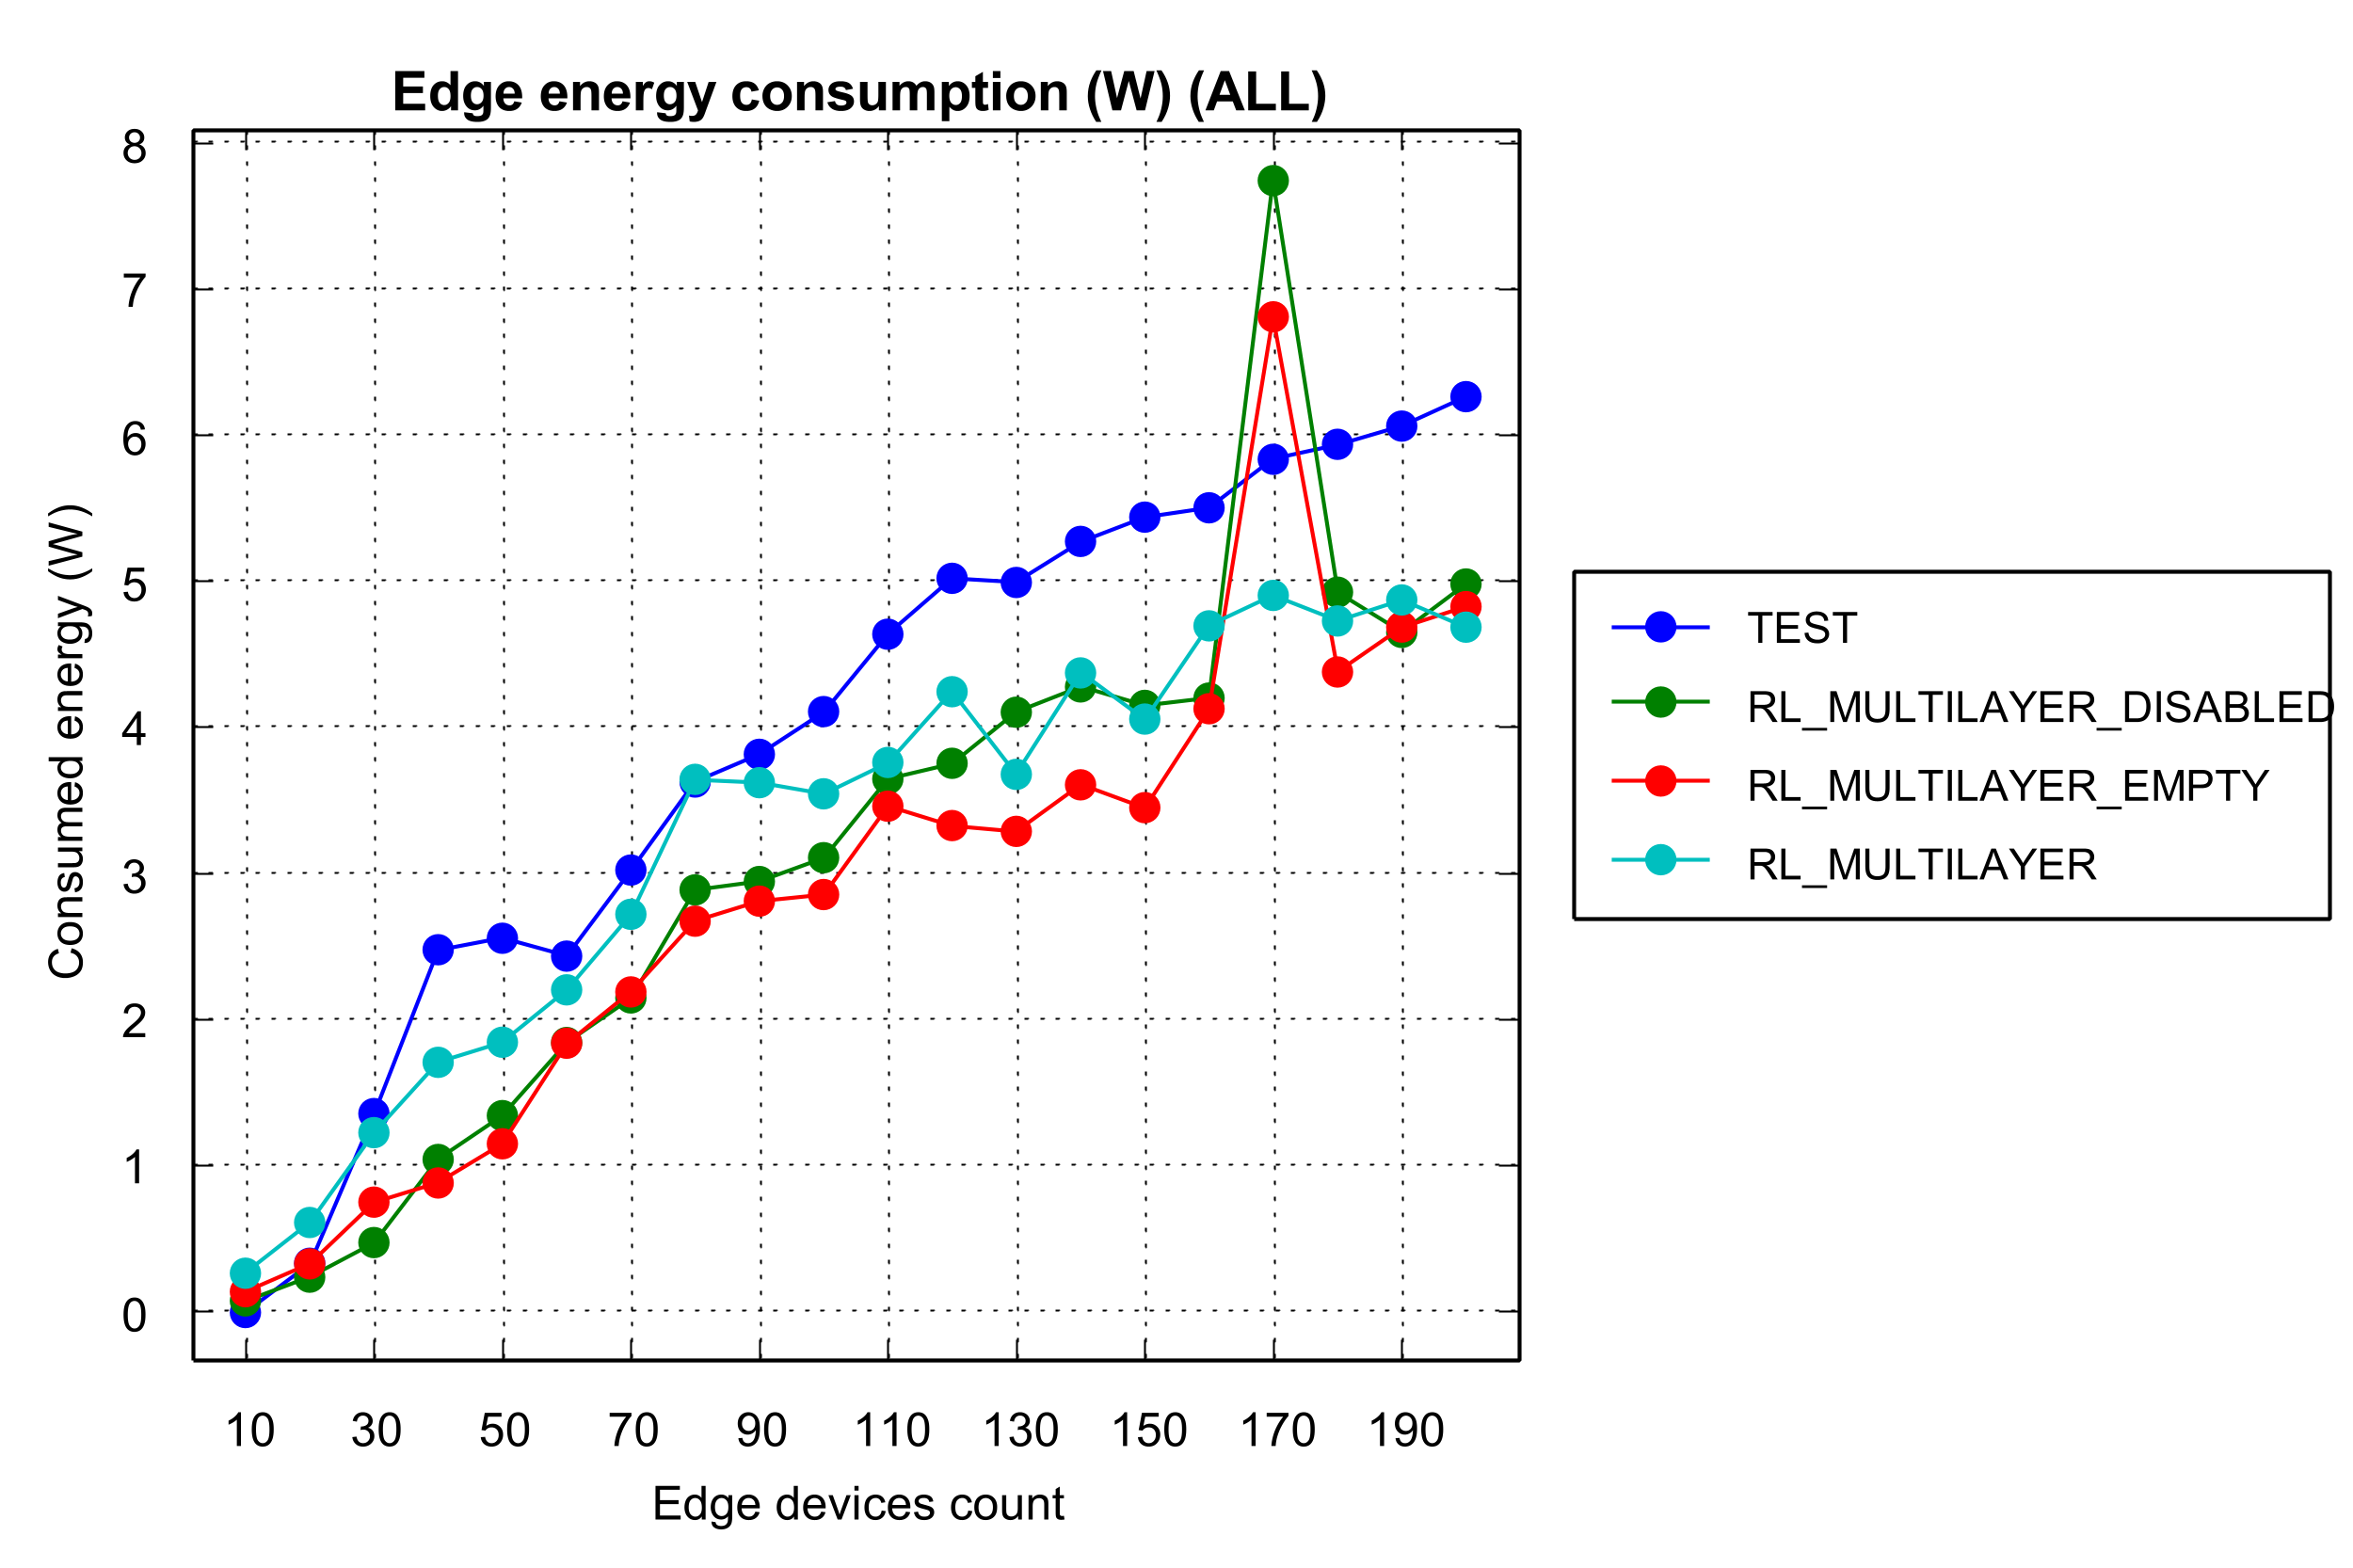 Edge energy consumption (W) (ALL)
8
7
6
5
4
3
2
1
0
Consumed energy (W)
10 30 50 70 90 110 130 150 170 190
Edge devices count
TEST
RL_MULTILAYER_DISABLED
RL_MULTILAYER_EMPTY
RL_MULTILAYER